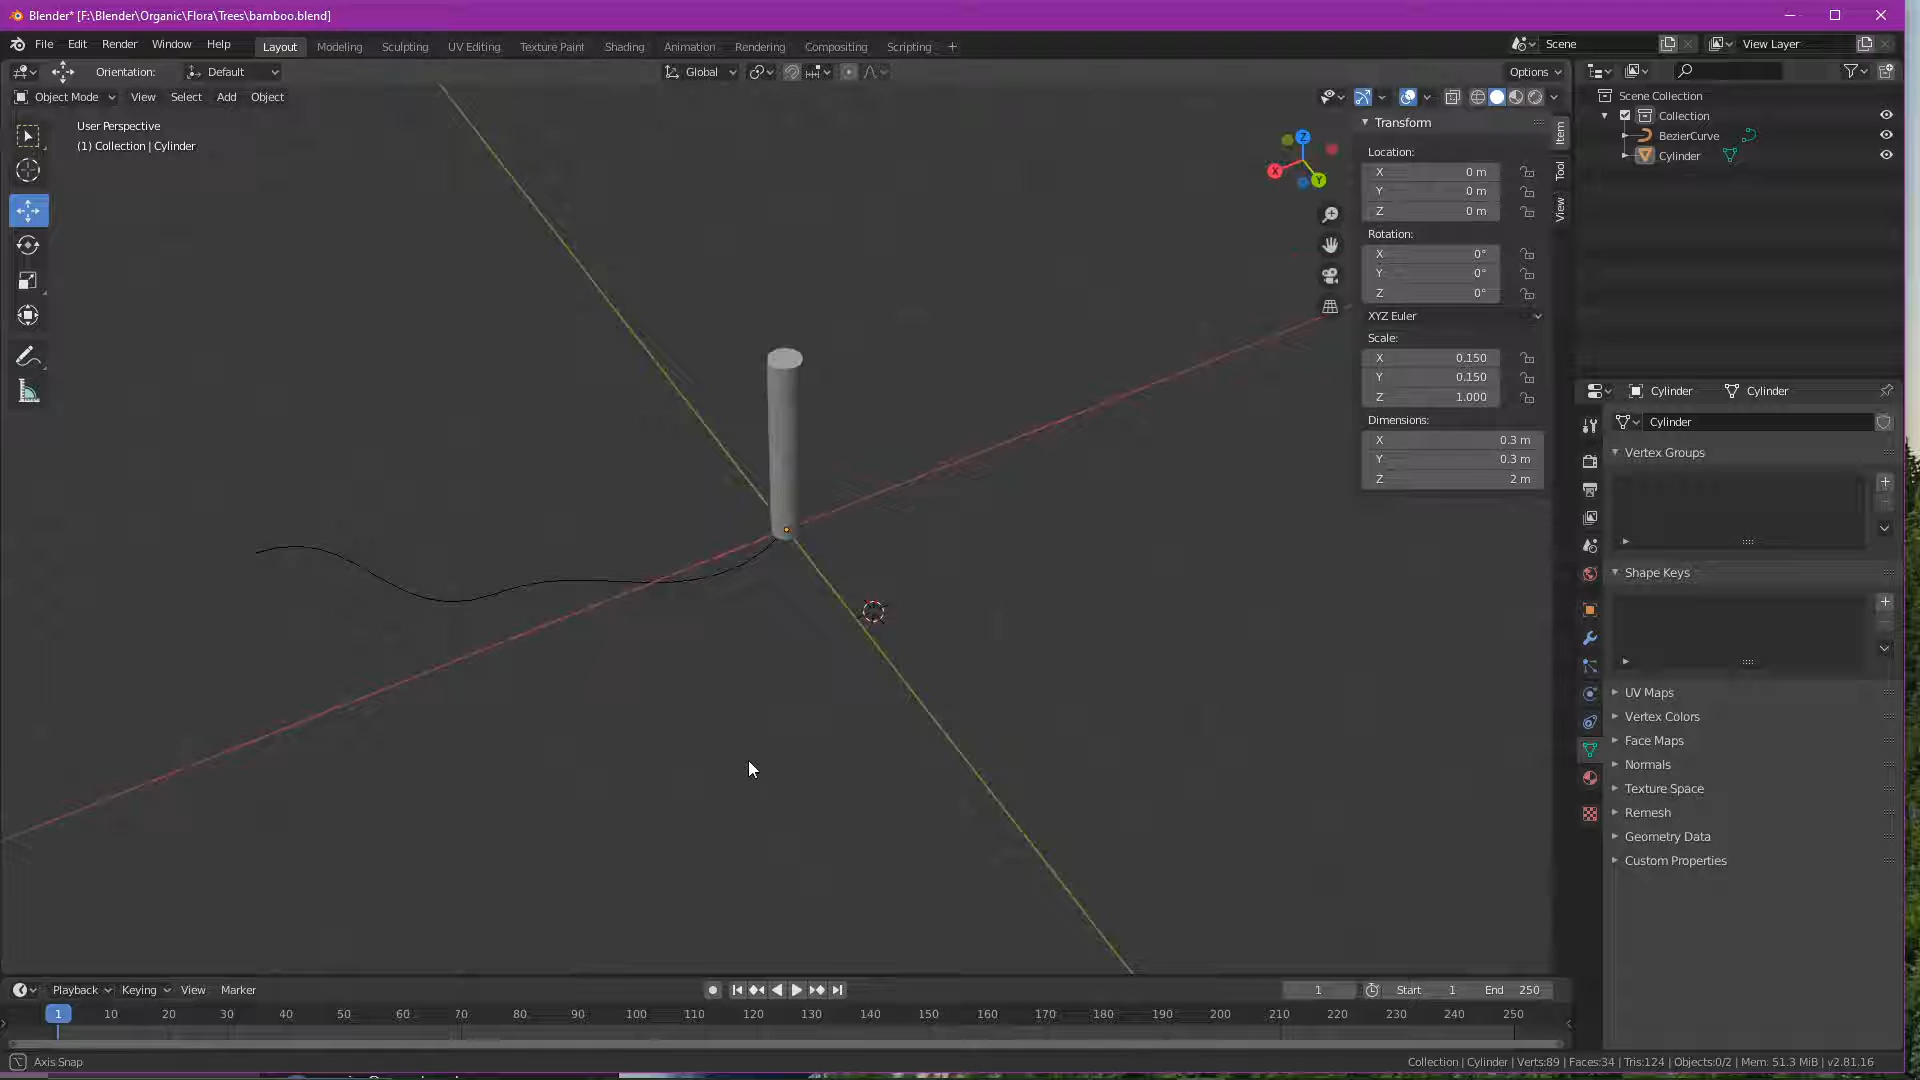 Blender* [F:\Blender\Organic\Flora\Trees\bamboo.blend]
File Edit Render Window Help Layout Modeling Sculpting UV Editing Texture Paint Shading Animation Rendering Compositing Scripting + Scene View Layer
Orientation: Default Global Options
Object Mode View Select Add Object
User Perspective
(1) Collection | Cylinder
Z
X
Y
Transform
Location:
X 0 m
Y 0 m
Z 0 m
Rotation:
X 0°
Y 0°
Z 0°
XYZ Euler
Scale:
X 0.150
Y 0.150
Z 1.000
Dimensions:
X 0.3 m
Y 0.3 m
Z 2 m
Item
Tool
View
Scene Collection
Collection
BezierCurve
Cylinder
Cylinder Cylinder
Cylinder
Vertex Groups
Shape Keys
UV Maps
Vertex Colors
Face Maps
Normals
Texture Space
Remesh
Geometry Data
Custom Properties
Playback Keying View Marker 1 Start 1 End 250
1 10 20 30 40 50 60 70 80 90 100 110 120 130 140 150 160 170 180 190 200 210 220 230 240 250
Axis Snap
Collection | Cylinder | Verts:89 | Faces:34 | Tris:124 | Objects:0/2 | Mem: 51.3 MiB | v2.81.16